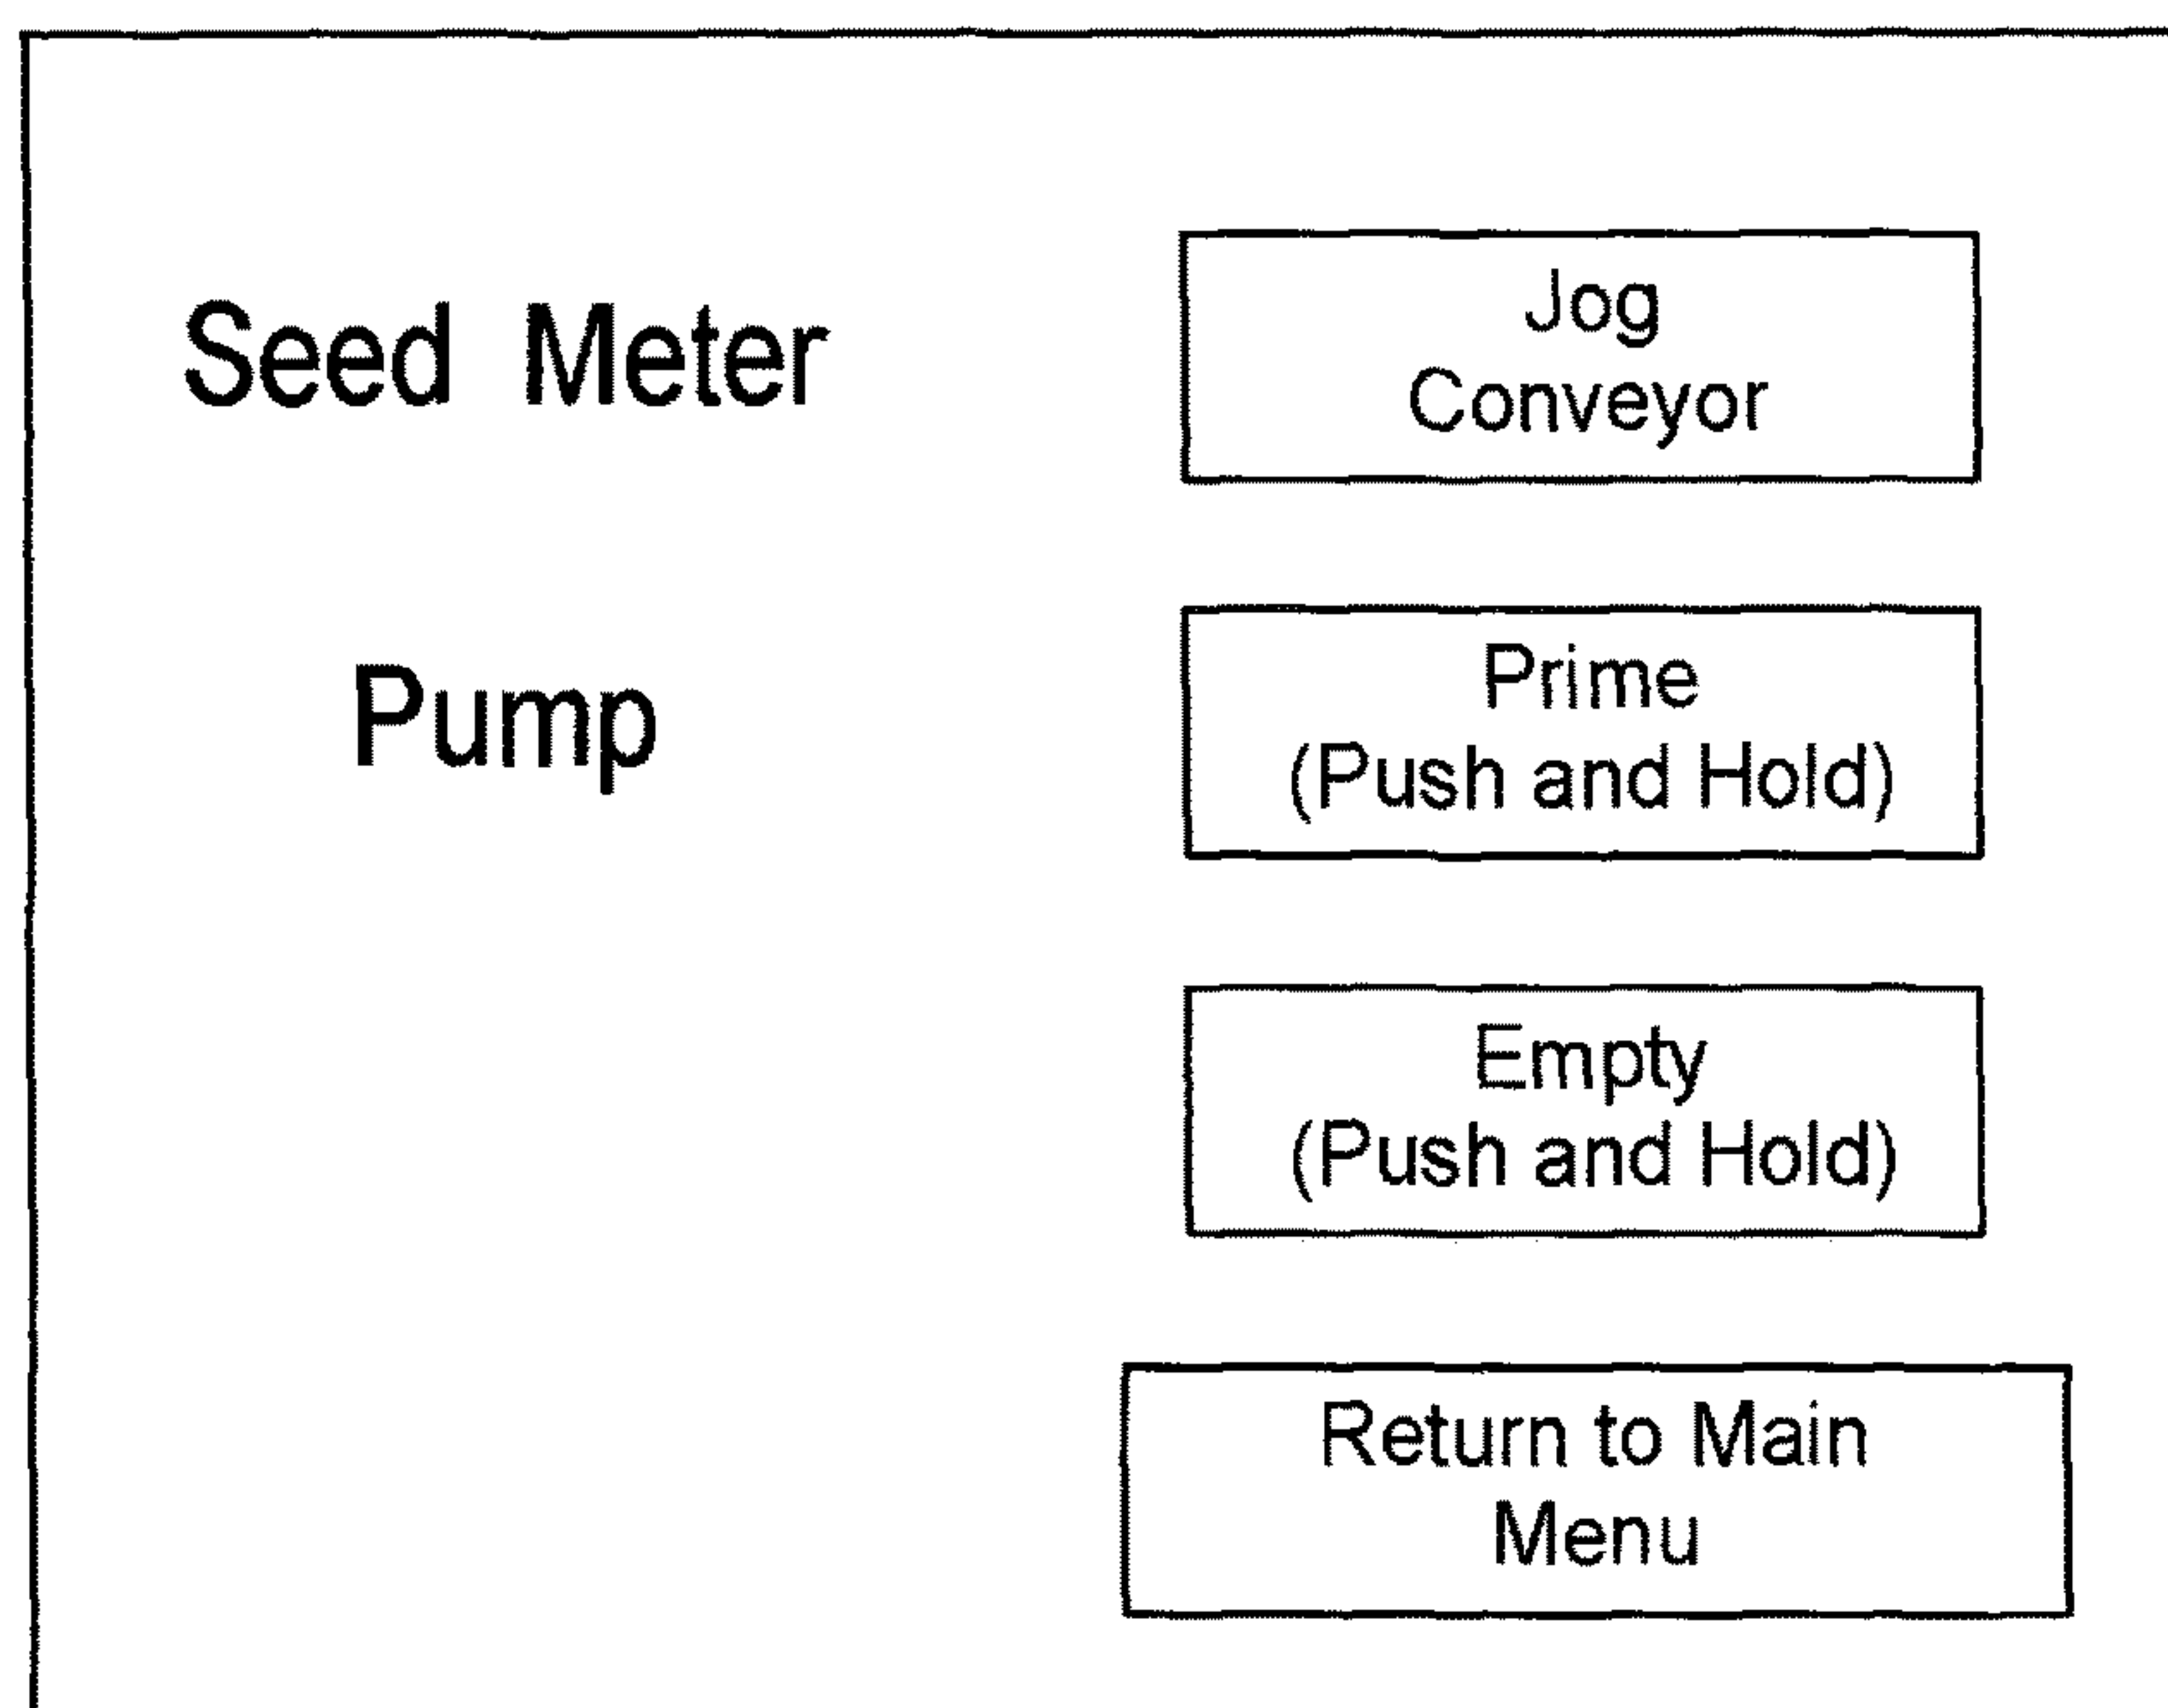 Seed Meter
Jog
Conveyor
Pump
Prime
(Push and Hold)
Empty
(Push and Hold)
Return to Main
Menu